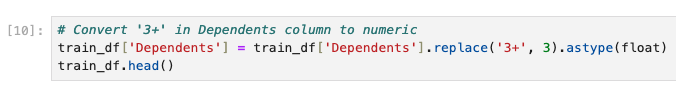 [10]: # Convert '3+' in Dependents column to numeric
train_df['Dependents'] = train_df['Dependents'].replace('3+', 3).astype(float)
train_df.head()